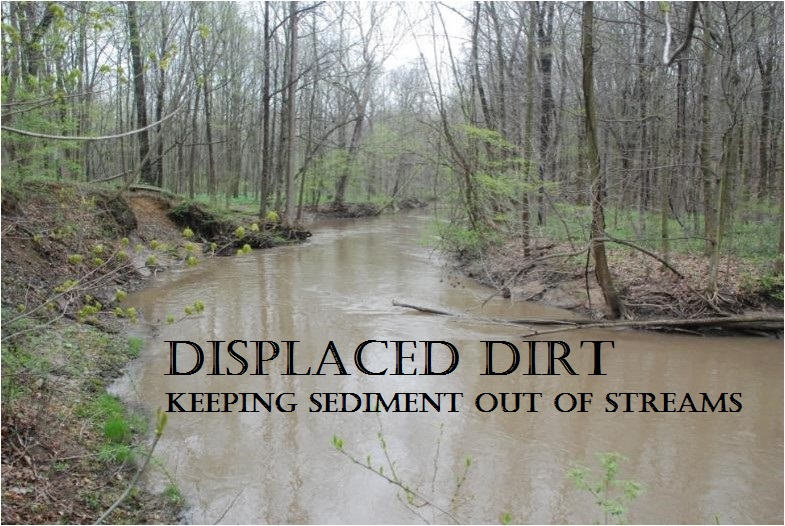 DISPLACED DIRT
KEEPING SEDIMENT OUT OF STREAMS